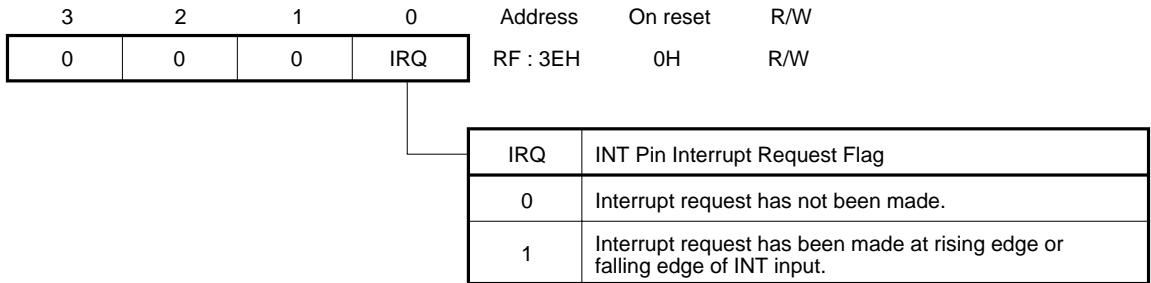 3 2 1 0 Address On reset R/W
0 0 0 IRQ RF : 3EH 0H R/W
IRQ INT Pin Interrupt Request Flag
0 Interrupt request has not been made.
1 Interrupt request has been made at rising edge or
falling edge of INT input.